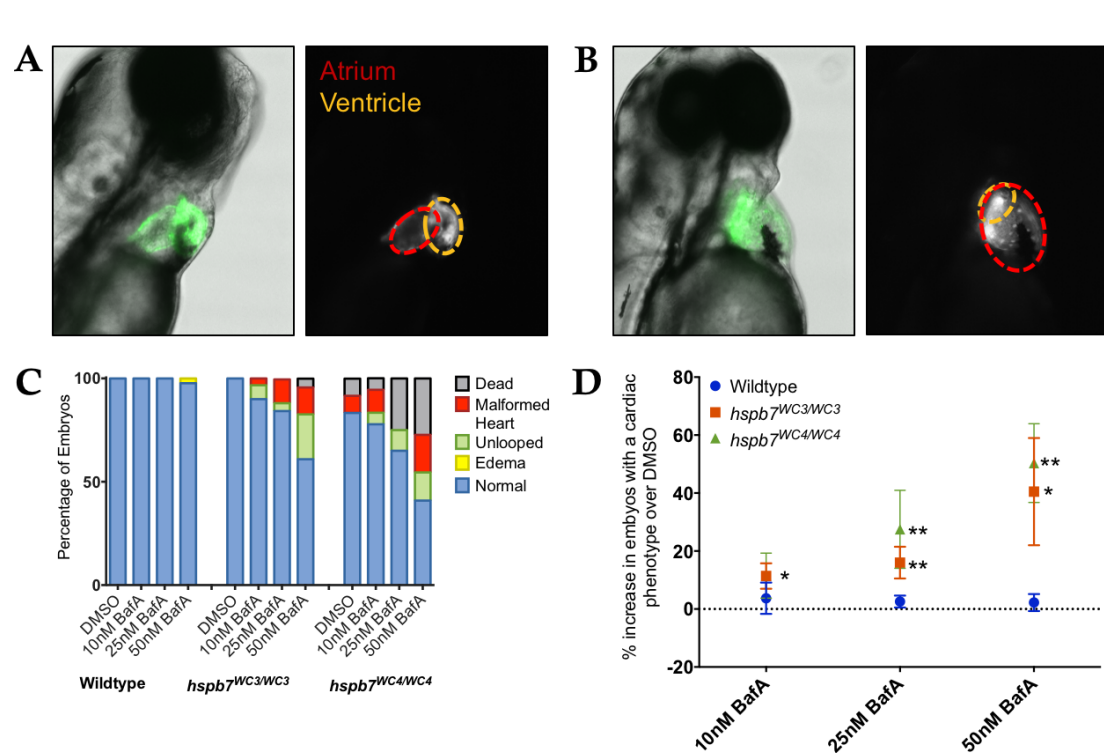 A
Atrium
Ventricle
B
C
Percentage of Embryos
100
50
0
DMSO
10nM BafA
25nM BafA
50nM BafA
DMSO
10nM BafA
25nM BafA
50nM BafA
DMSO
10nM BafA
25nM BafA
50nM BafA
Wildtype
hspb7WC3/WC3
hspb7WC4/WC4
Dead
Malformed
Heart
Unlooped
Edema
Normal
D
% increase in embyos with a cardiac
phenotype over DMSO
80
60
40
20
0
-20
Wildtype
hspb7WC3/WC3
hspb7WC4/WC4
*
**
**
**
*
10nM BafA
25nM BafA
50nM BafA